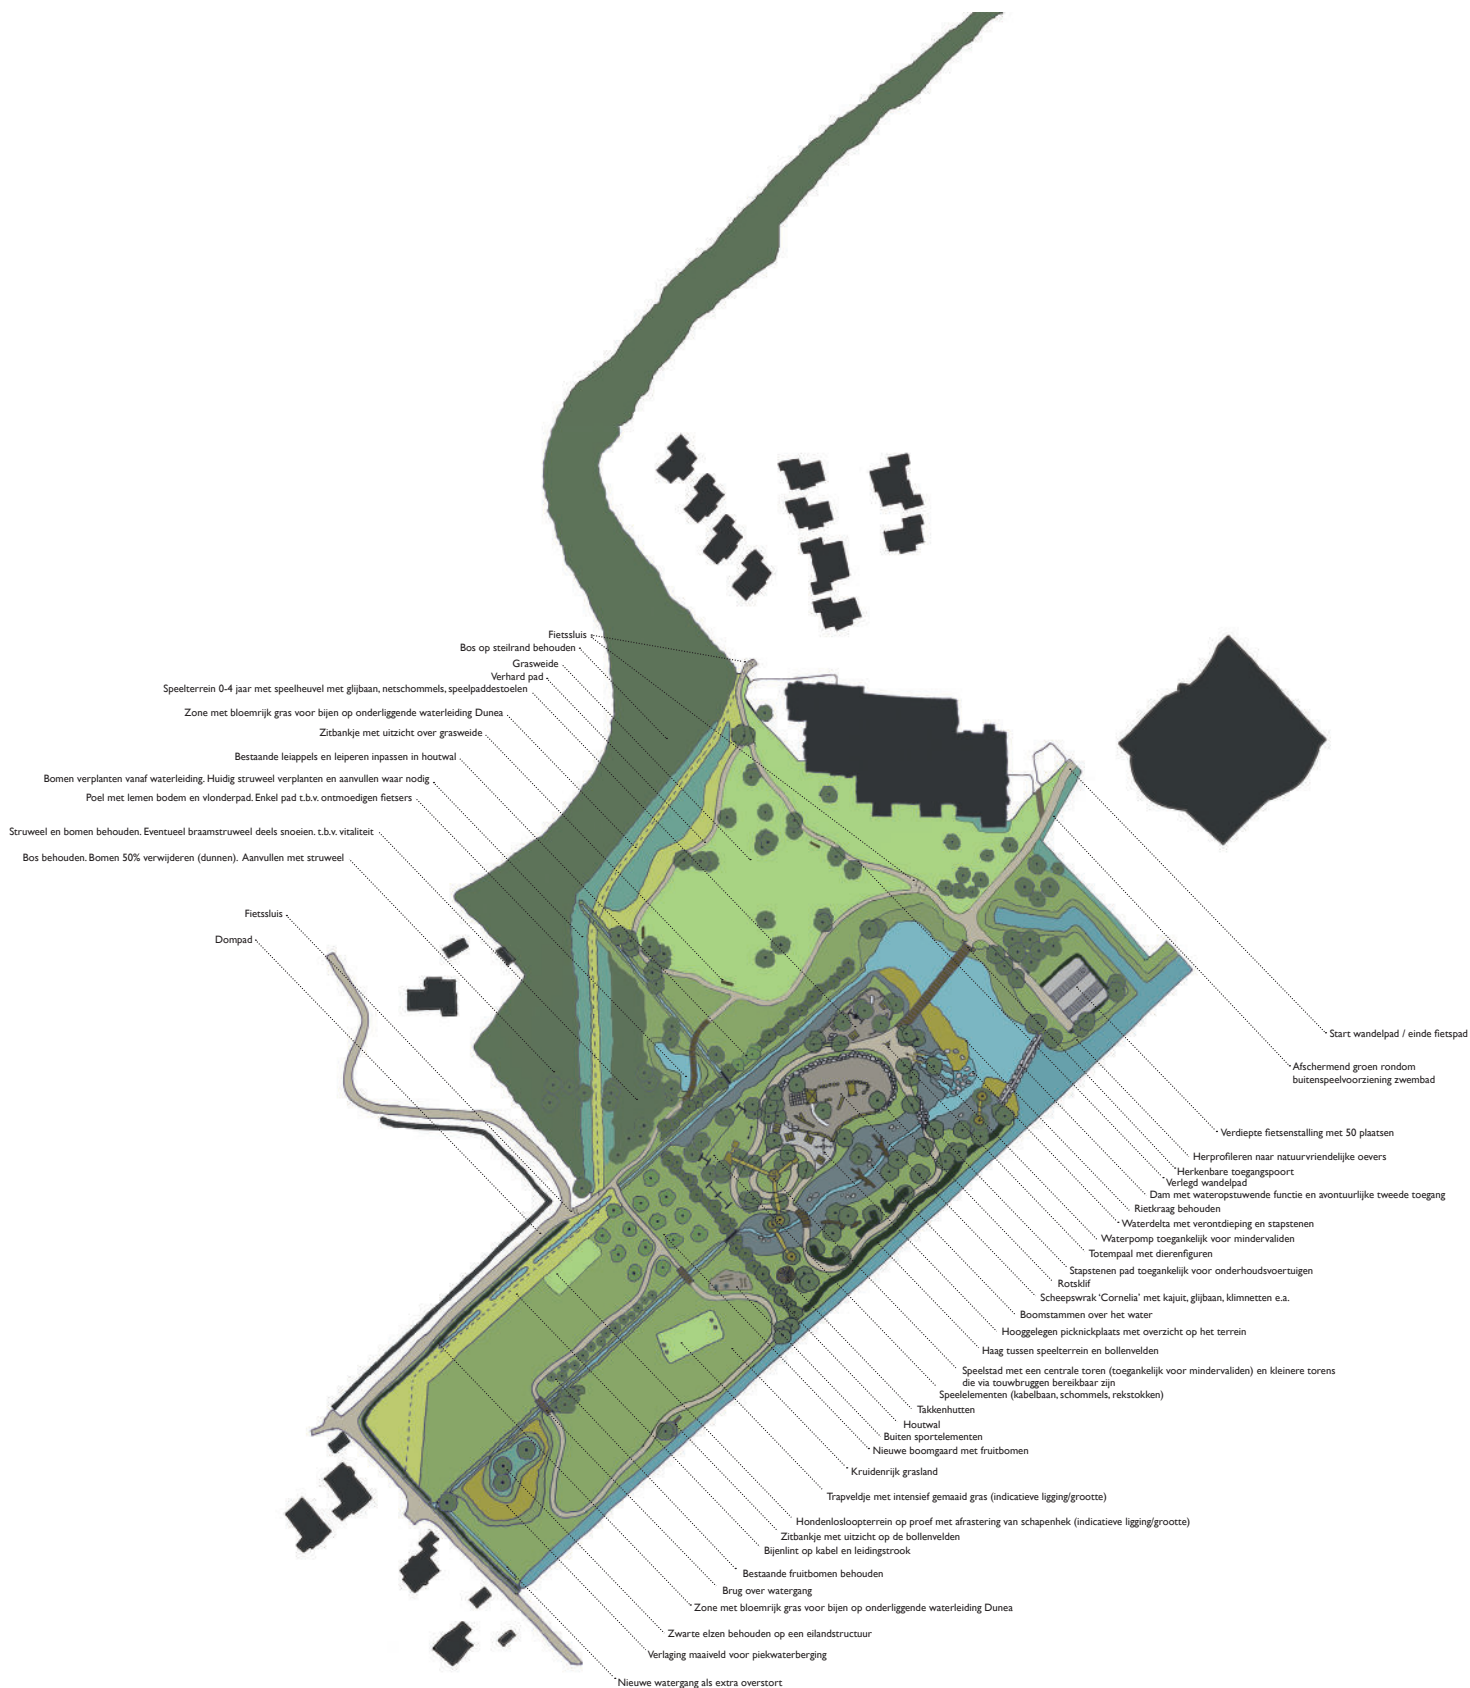 Fietssluis
Bos op steilrand behouden
Grasweide
Verhard pad
Speelterrein 0-4 jaar met speelheuvel met glijbaan, netschommels, speelpaddestoelen
Zone met bloemrijk gras voor bijen op onderliggende waterleiding Dunea
Zitbankje met uitzicht over grasweide
Bestaande leiappels en leiperen inpassen in houtwal
Bomen verplanten vanaf waterleiding. Huidig struweel verplanten en aanvullen waar nodig
Poel met lemen bodem en vlonderpad. Enkel pad t.b.v. ontmoedigen fietsers
Struweel en bomen behouden. Eventueel braamstruweel deels snoeien. t.b.v. vitaliteit
Bos behouden. Bomen 50% verwijderen (dunnen). Aanvullen met struweel
Fietssluis
Dompad
Start wandelpad / einde fietspad
Afschermend groen rondom
buitenspeelvoorziening zwembad
Verdiepte fietsenstalling met 50 plaatsen
Herprofileren naar natuurvriendelijke oevers
Herkenbare toegangspoort
Verlegd wandelpad
Dam met wateropstuwende functie en avontuurlijke tweede toegang
Rietkraag behouden
Waterdelta met verontdieping en stapstenen
Waterpomp toegankelijk voor mindervaliden
Totempaal met dierenfiguren
Stapstenen pad toegankelijk voor onderhoudsvoertuigen
Rotsklif
Scheepswrak 'Cornelia' met kajuit, glijbaan, klimnetten e.a.
Boomstammen over het water
Hooggelegen picknickplaats met overzicht op het terrein
Haag tussen speelterrein en bollenvelden
Speelstad met een centrale toren (toegankelijk voor mindervaliden) en kleinere torens
die via touwbruggen bereikbaar zijn
Speelelementen (kabelbaan, schommels, rekstokken)
Takkenhutten
Houtwal
Buiten sportelementen
Nieuwe boomgaard met fruitbomen
Kruidenrijk grasland
Trapveldje met intensief gemaaid gras (indicatieve ligging/grootte)
Hondenlosloopterrein op proef met afrastering van schapenhek (indicatieve ligging/grootte)
Zitbankje met uitzicht op de bollenvelden
Bijenlint op kabel en leidingstrook
Bestaande fruitbomen behouden
Brug over watergang
Zone met bloemrijk gras voor bijen op onderliggende waterleiding Dunea
Zwarte elzen behouden op een eilandstructuur
Verlaging maaiveld voor piekwaterberging
Nieuwe watergang als extra overstort